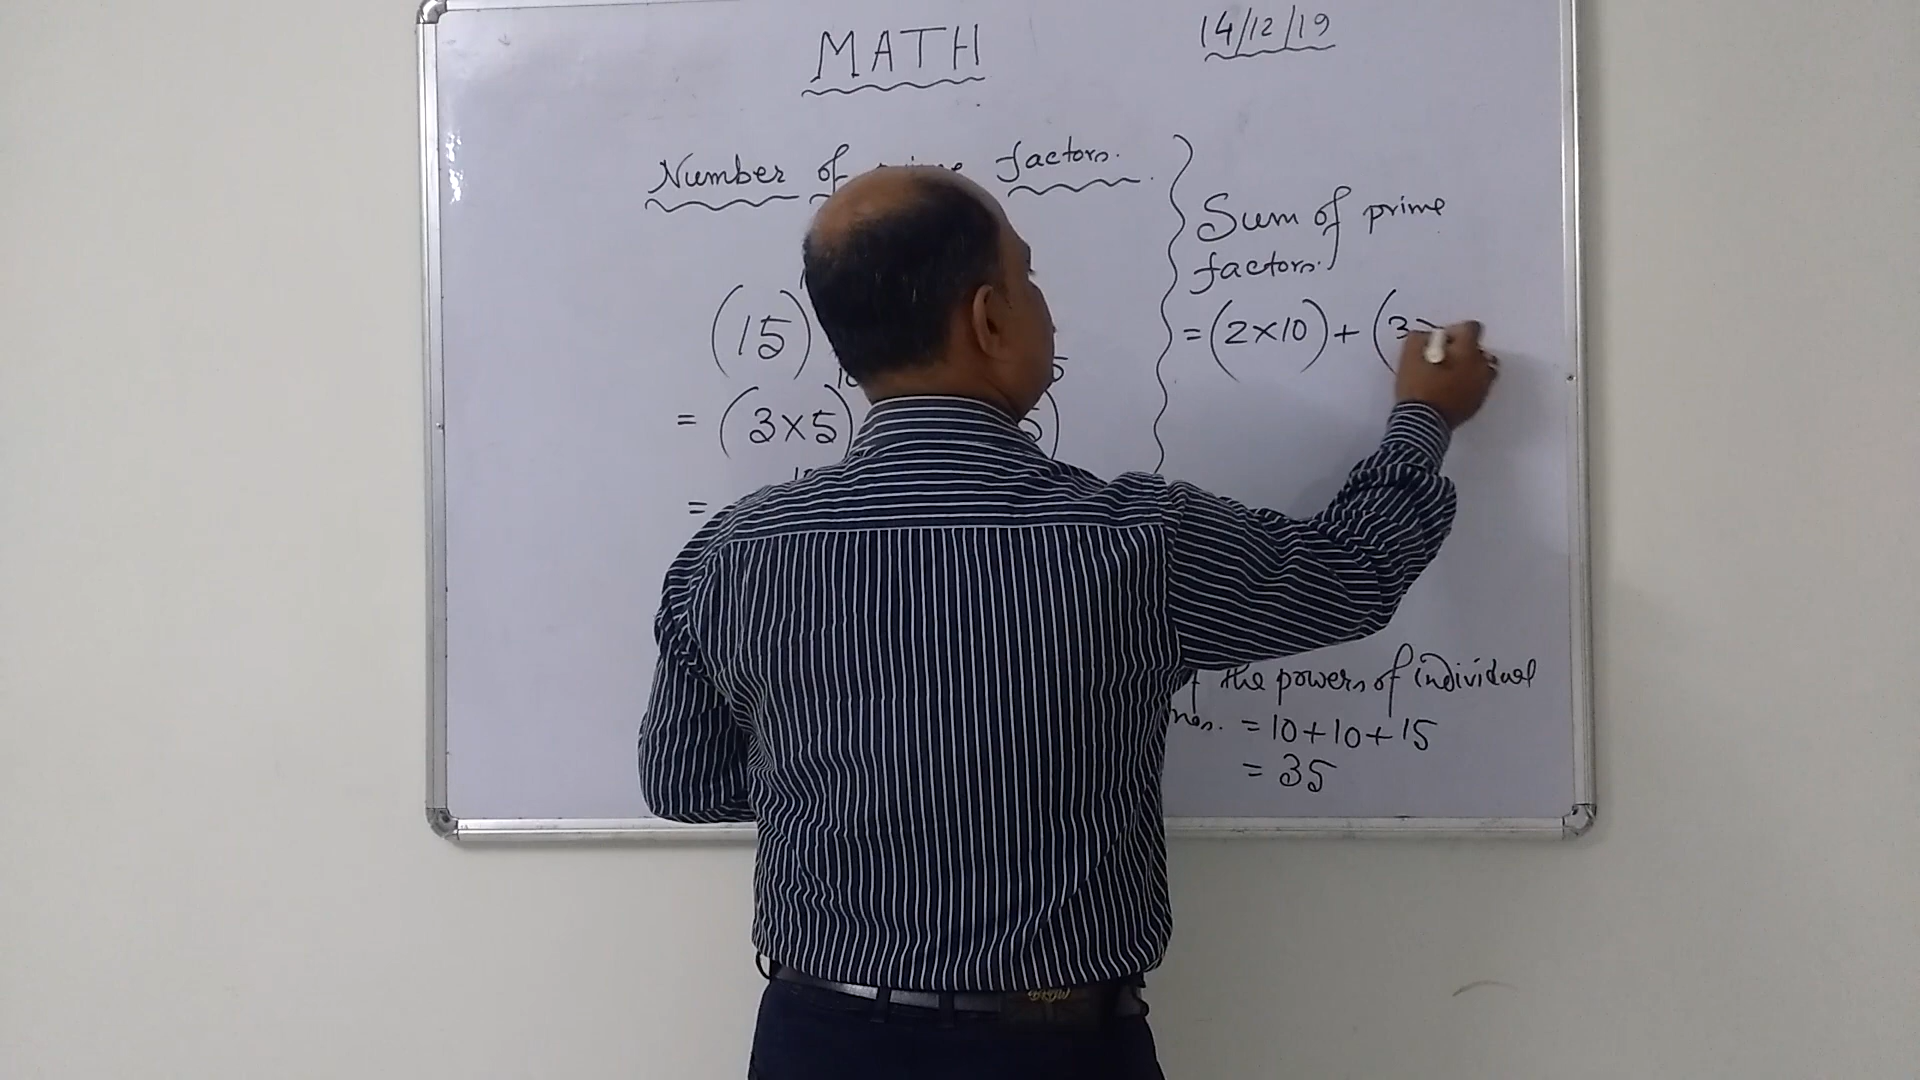 MATH
14/12/19
Number of factors.
(15)
= (3×5)
=
Sum of prime
factors.
= (2×10) + (3
the powers of individual
= 10+10+15
= 35